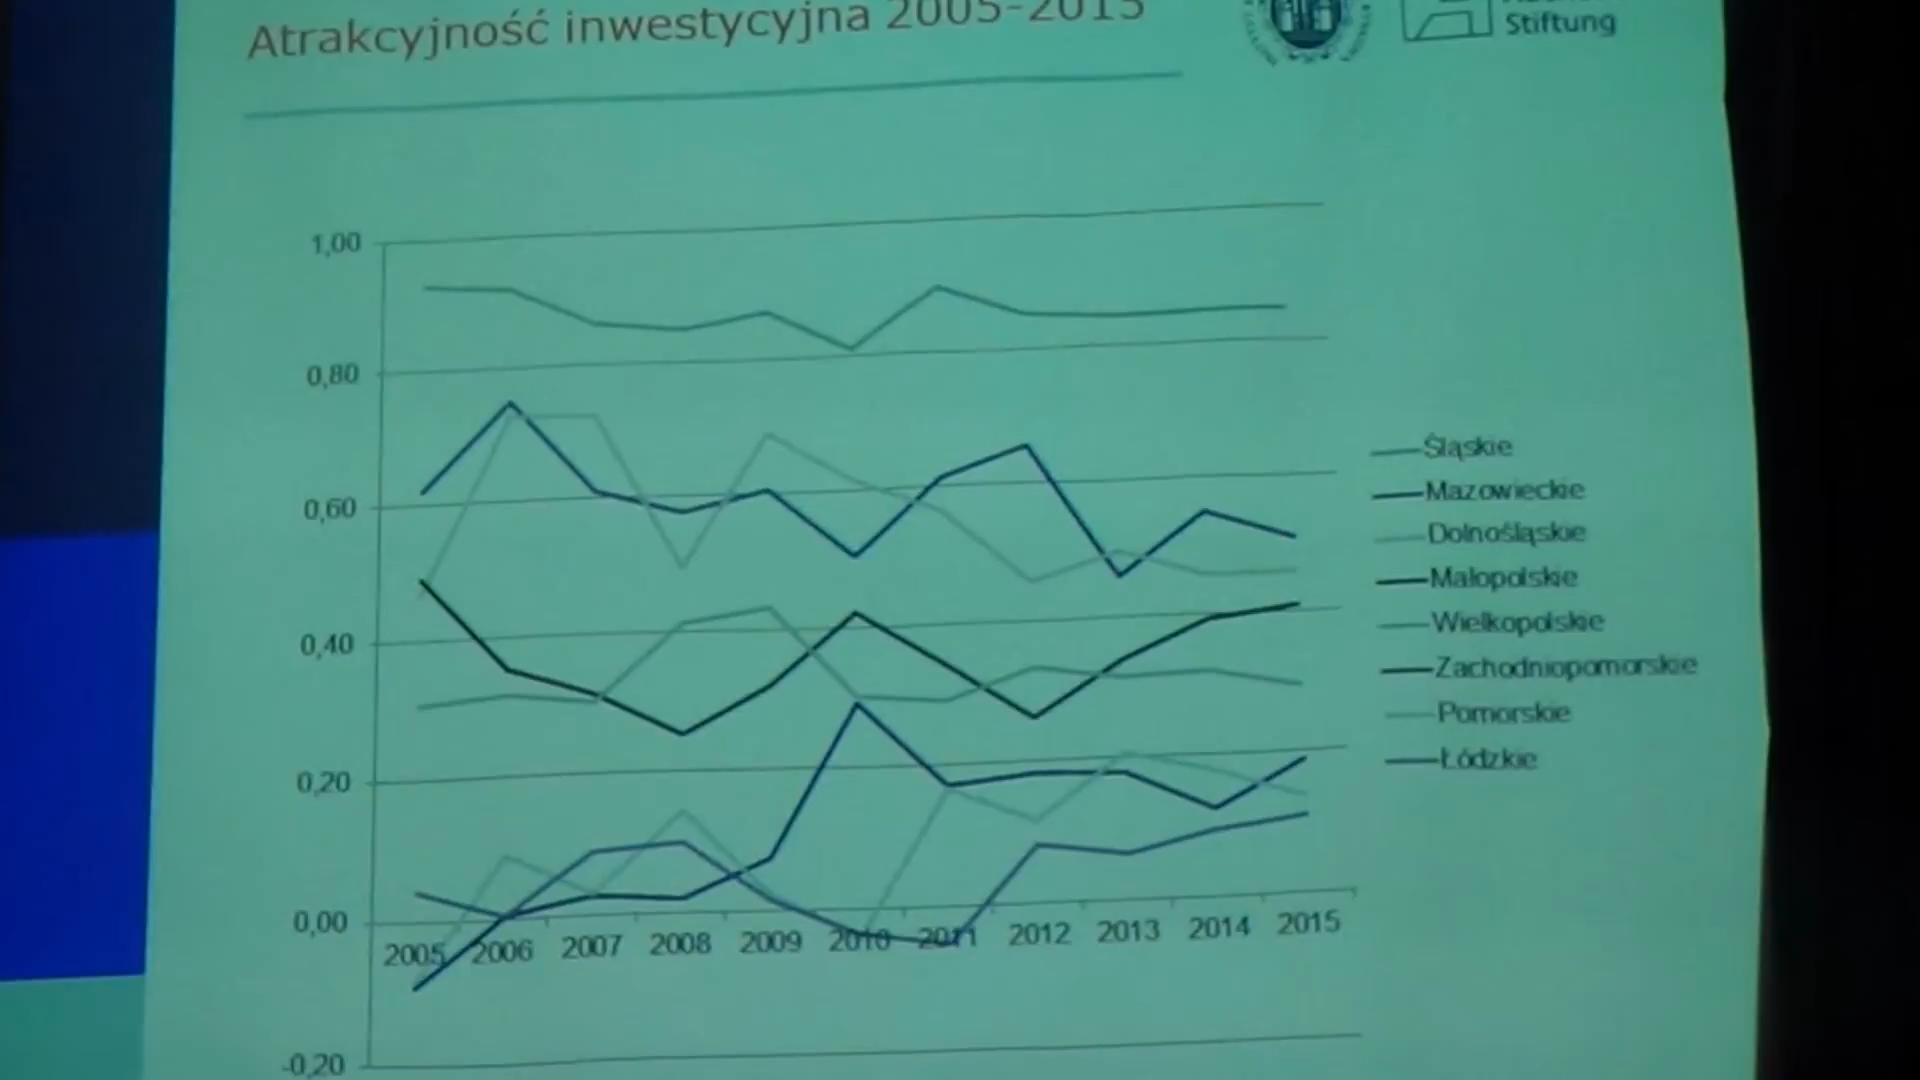 Atrakcyjność inwestycyjna 2005-2015
Stiftung
1,00
0,80
0,60
0,40
0,20
0,00
-0,20
2005 2006 2007 2008 2009 2010 2011 2012 2013 2014 2015
Śląskie
Mazowieckie
Dolnośląskie
Małopolskie
Wielkopolskie
Zachodniopomorskie
Pomorskie
Łódzkie